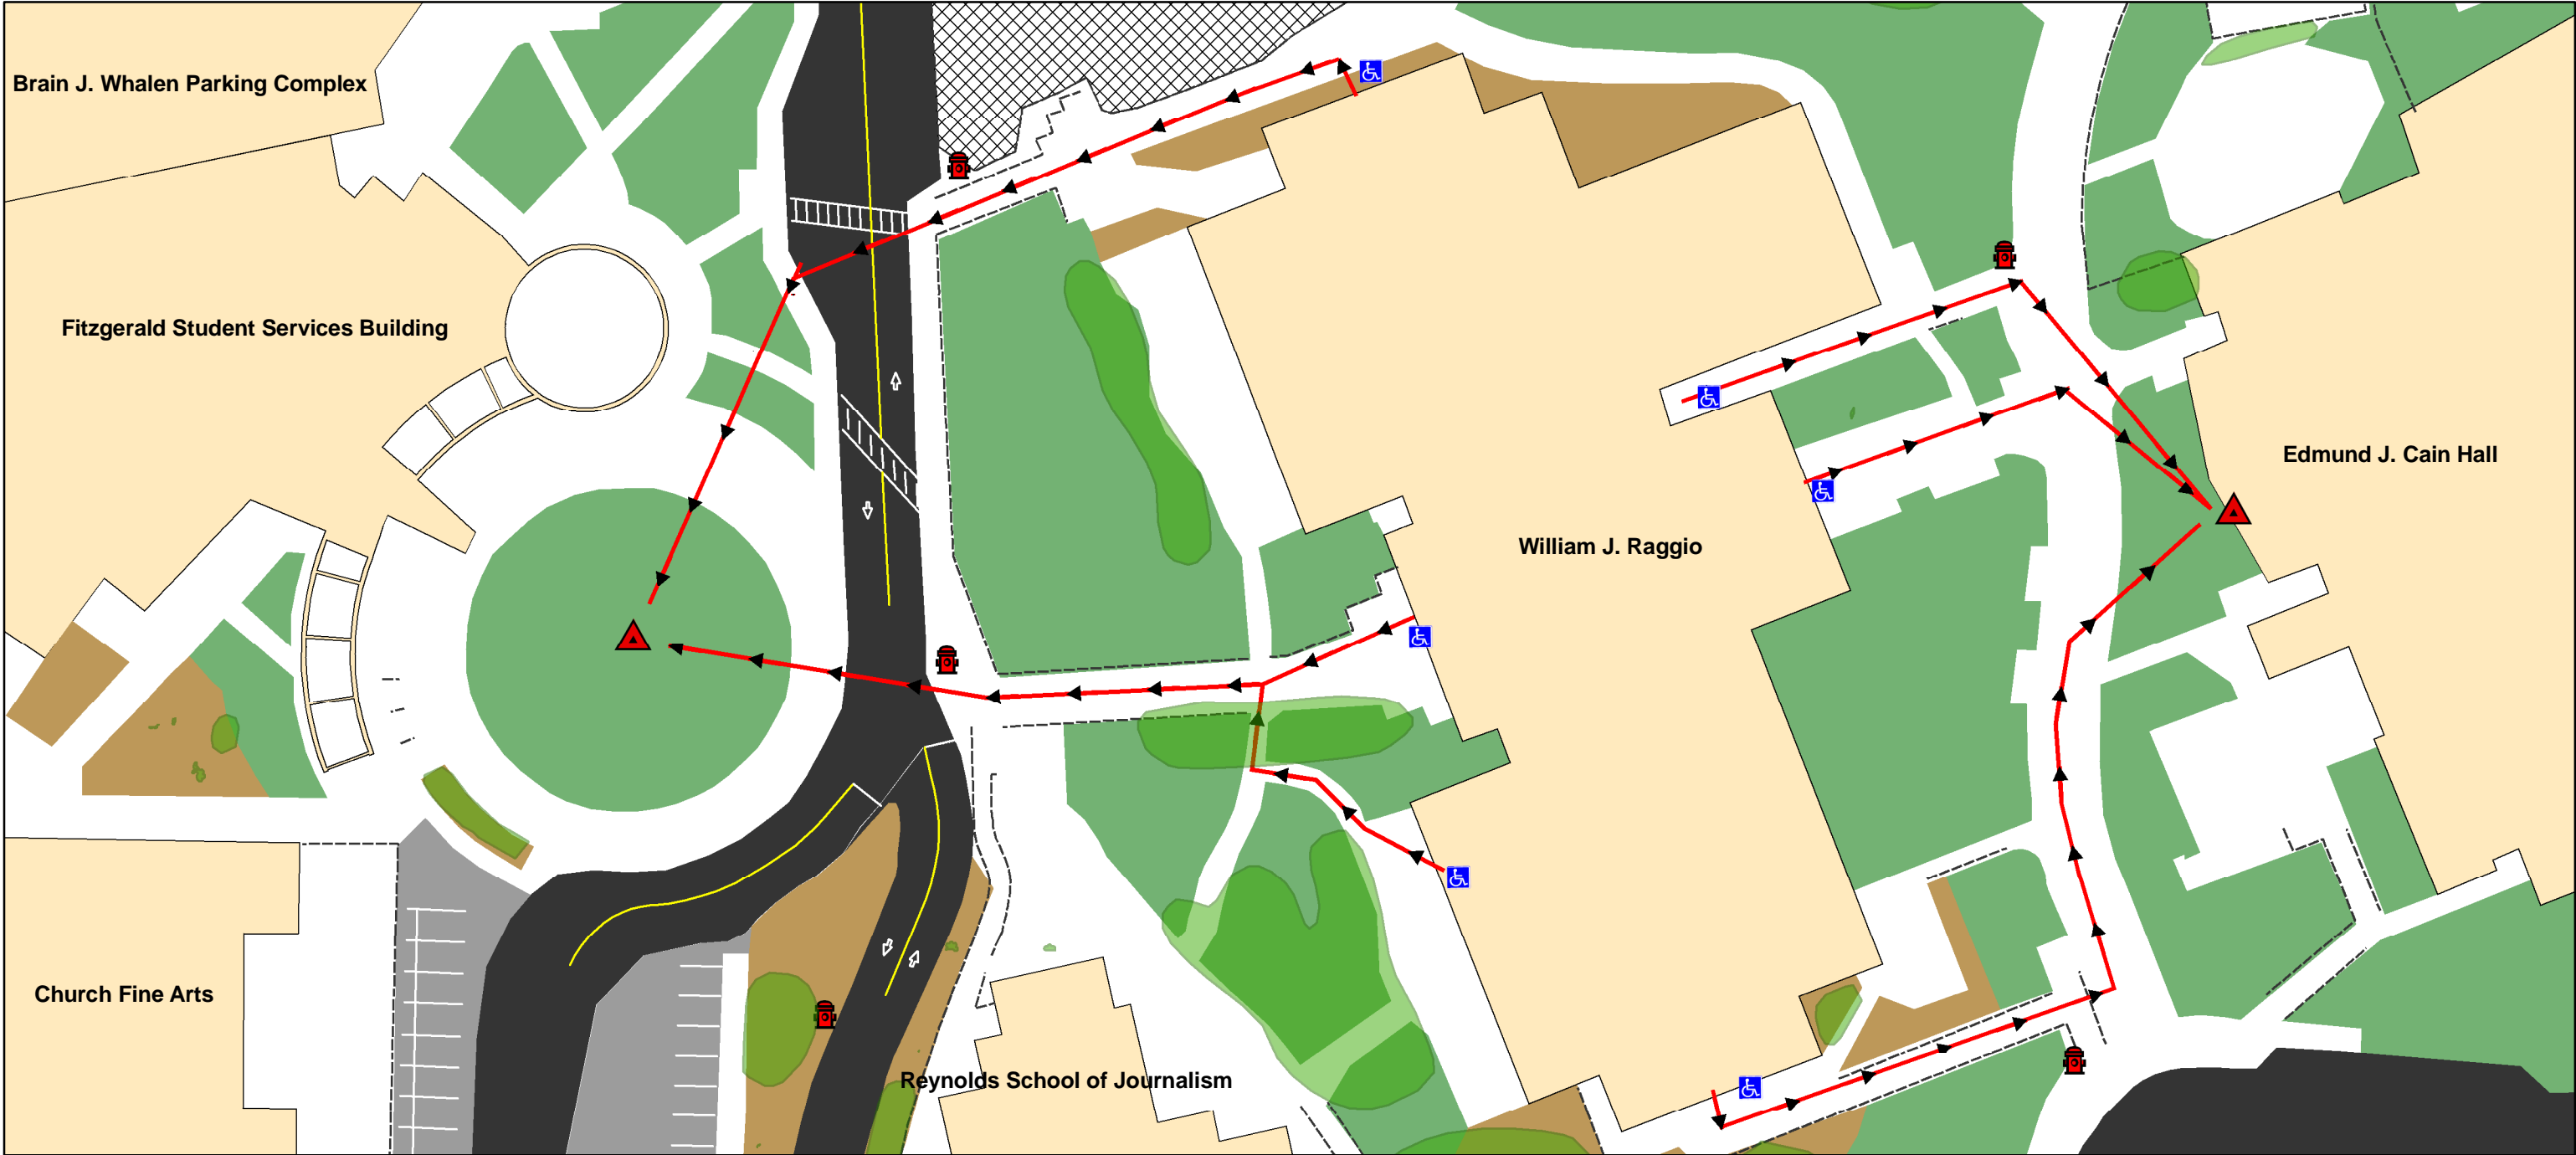 Brain J. Whalen Parking Complex
Fitzgerald Student Services Building
Edmund J. Cain Hall
William J. Raggio
Church Fine Arts
Reynolds School of Journalism